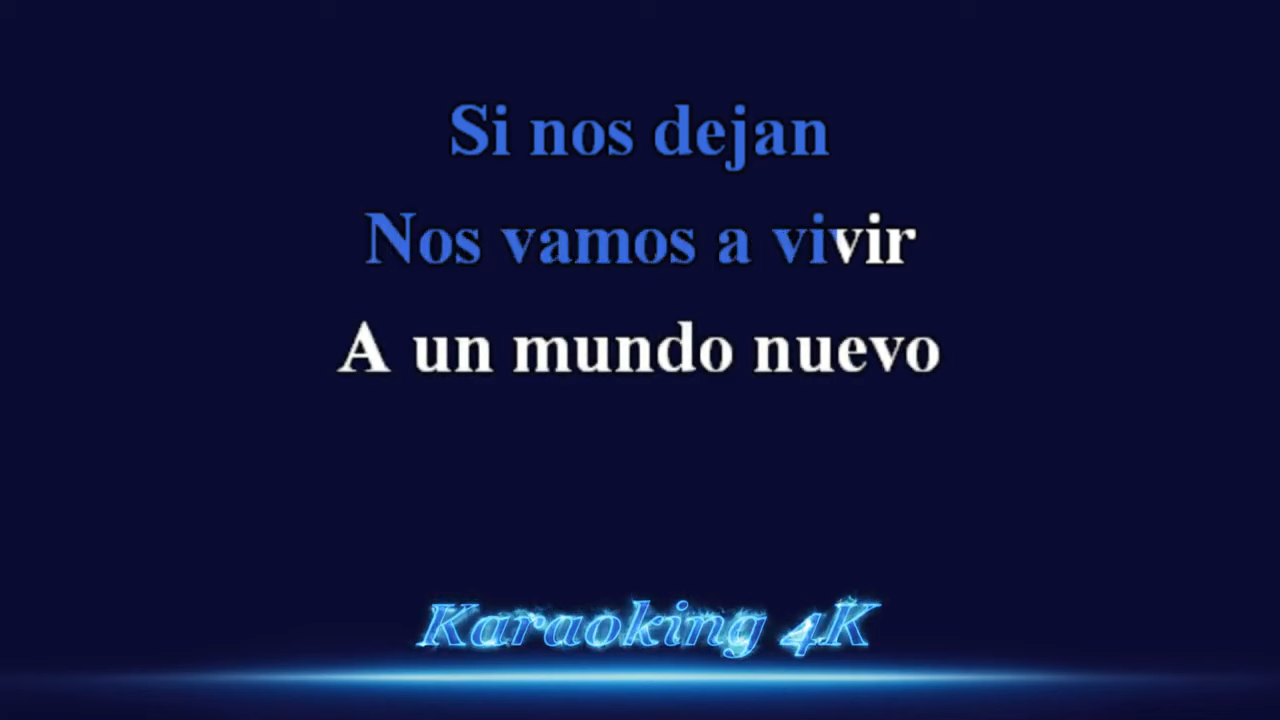 Si nos dejan
Nos vamos a vivir
A un mundo nuevo
Karaoking 4K